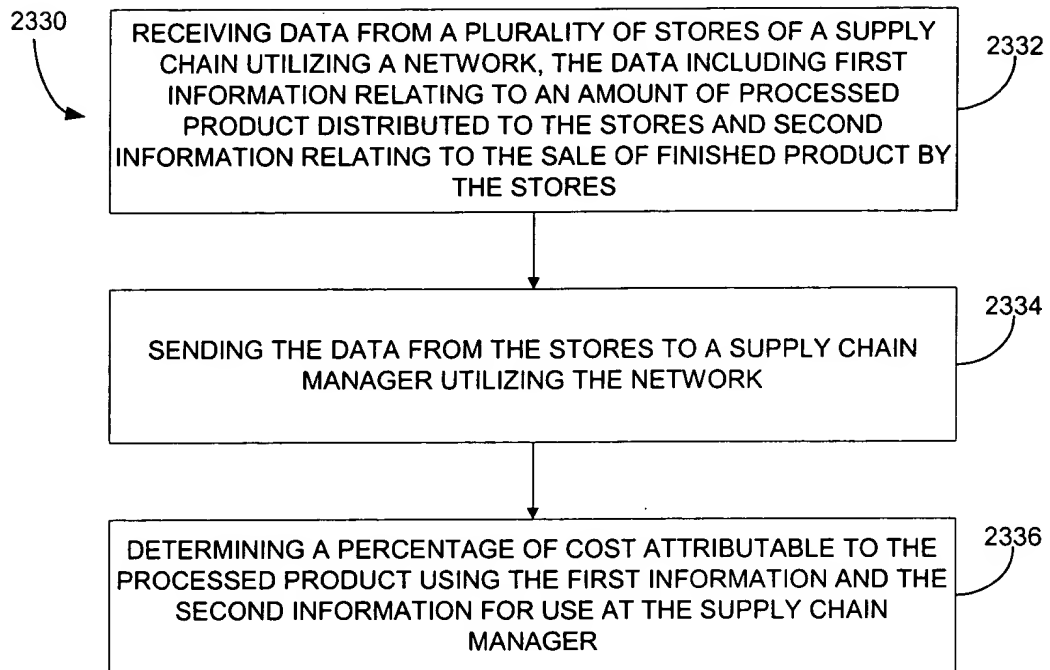 2330
RECEIVING DATA FROM A PLURALITY OF STORES OF A SUPPLY
CHAIN UTILIZING A NETWORK, THE DATA INCLUDING FIRST
INFORMATION RELATING TO AN AMOUNT OF PROCESSED
PRODUCT DISTRIBUTED TO THE STORES AND SECOND
INFORMATION RELATING TO THE SALE OF FINISHED PRODUCT BY
THE STORES
2332
SENDING THE DATA FROM THE STORES TO A SUPPLY CHAIN
MANAGER UTILIZING THE NETWORK
2334
DETERMINING A PERCENTAGE OF COST ATTRIBUTABLE TO THE
PROCESSED PRODUCT USING THE FIRST INFORMATION AND THE
SECOND INFORMATION FOR USE AT THE SUPPLY CHAIN
MANAGER
2336